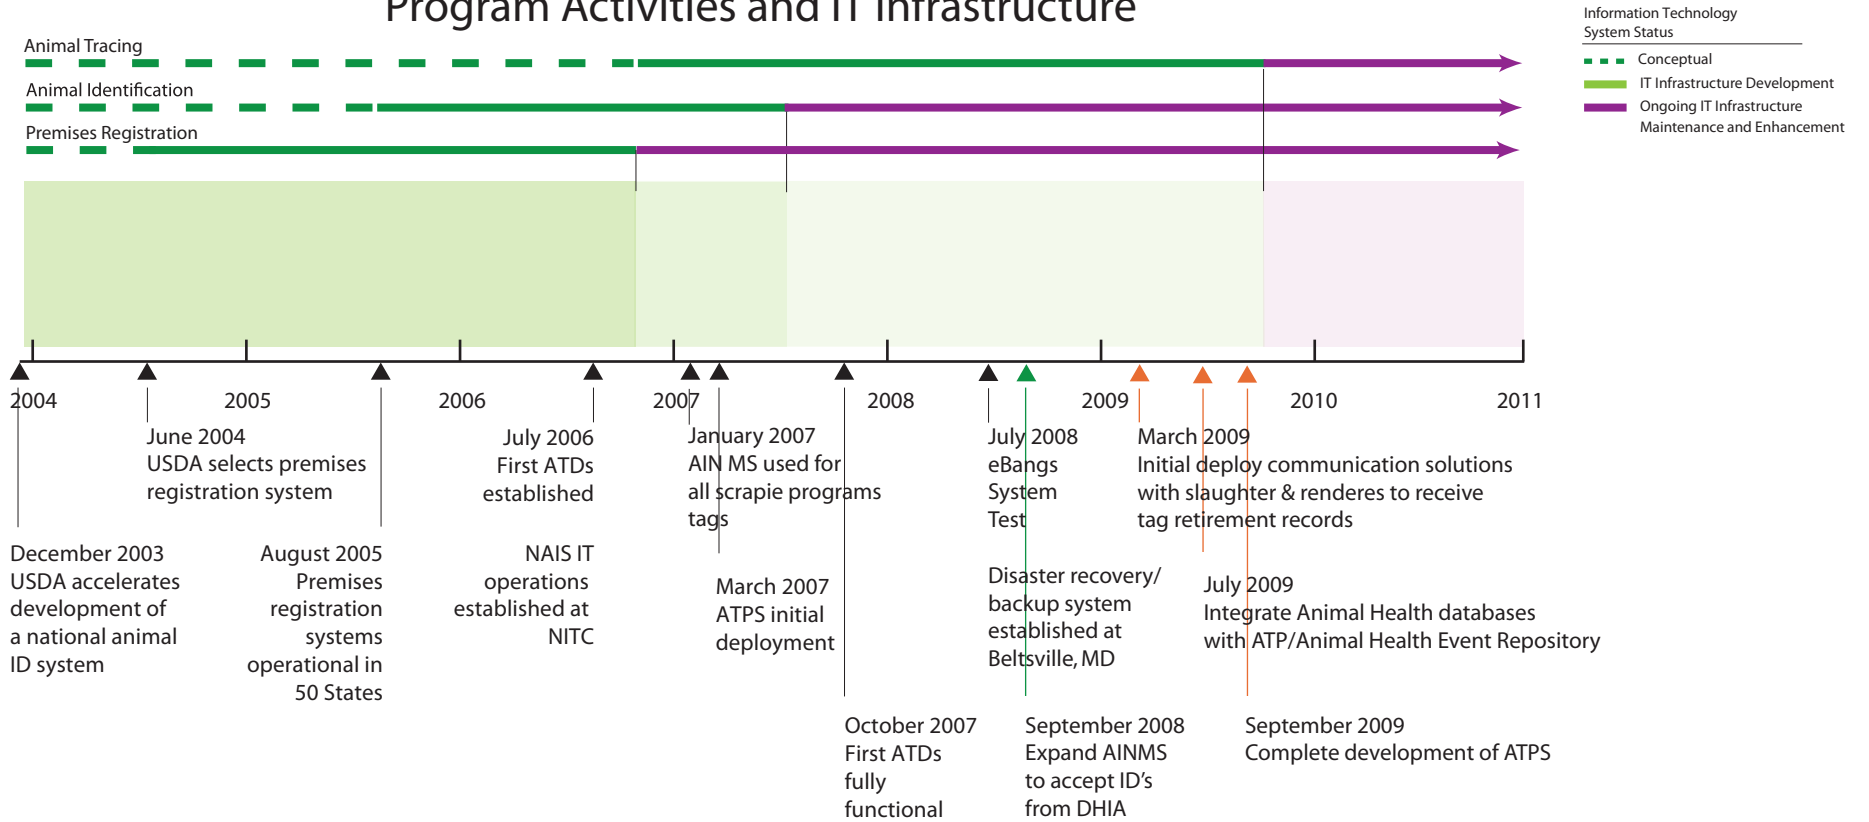 Program Activities and IT Infrastructure
Information Technology
System Status
Conceptual
IT Infrastructure Development
Ongoing IT Infrastructure
Maintenance and Enhancement
Animal Tracing
Animal Identification
Premises Registration
2004
2005
2006
2007
2008
2009
2010
2011
June 2004
USDA selects premises
registration system
July 2006
First ATDs
established
January 2007
AIN MS used for
all scrapie programs
tags
July 2008
eBangs
System
Test
March 2009
Initial deploy communication solutions
with slaughter & renderes to receive
tag retirement records
December 2003
USDA accelerates
development of
a national animal
ID system
August 2005
Premises
registration
systems
operational in
50 States
NAIS IT
operations
established at
NITC
March 2007
ATPS initial
deployment
Disaster recovery/
backup system
established at
Beltsville, MD
July 2009
Integrate Animal Health databases
with ATP/Animal Health Event Repository
October 2007
First ATDs
fully
functional
September 2008
Expand AINMS
to accept ID's
from DHIA
September 2009
Complete development of ATPS